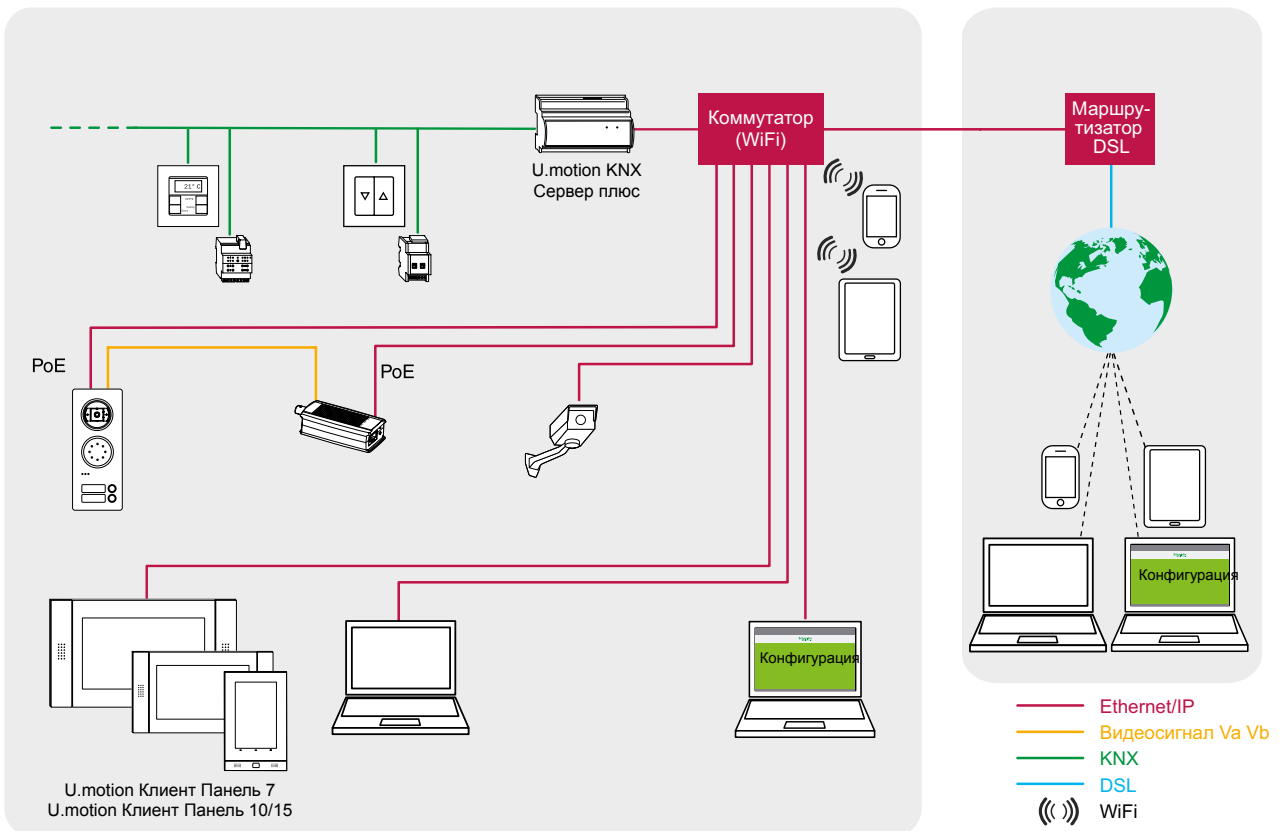 Коммутатор
(WiFi)
Маршру-
тизатор
DSL
U.motion KNX
Сервер плюс
21° C
PoE
PoE
Конфигурация
Конфигурация
U.motion Клиент Панель 7
U.motion Клиент Панель 10/15
Ethernet/IP
Видеосигнал Va Vb
KNX
DSL
WiFi